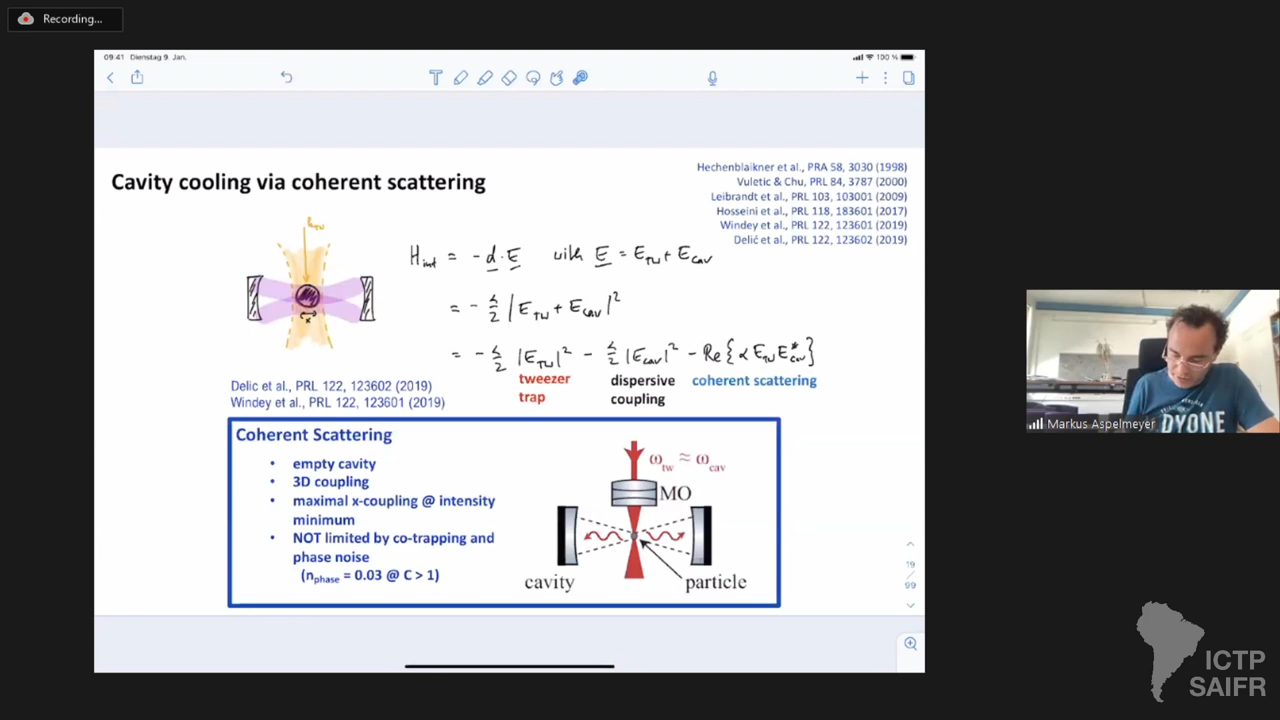 Recording...
09:41 Dienstag 9. Jan.
100 %
Hechenblaikner et al., PRA 58, 3030 (1998)
Vuletic & Chu, PRL 84, 3787 (2000)
Leibrandt et al., PRL 103, 103001 (2009)
Hosseini et al., PRL 118, 183601 (2017)
Windey et al., PRL 122, 123601 (2019)
Delić et al., PRL 122, 123602 (2019)
Cavity cooling via coherent scattering
k_TW
x
H_int = -d·E with E = E_TW + E_cav
= -α/2 |E_TW + E_cav|²
= -α/2 |E_TW|² - α/2 |E_cav|² - Re{α E_TW E*_cav}
tweezer trap
dispersive coupling
coherent scattering
Delic et al., PRL 122, 123602 (2019)
Windey et al., PRL 122, 123601 (2019)
Coherent Scattering
• empty cavity
• 3D coupling
• maximal x-coupling @ intensity
minimum
• NOT limited by co-trapping and
phase noise
(n_phase = 0.03 @ C > 1)
ω_tw ≈ ω_cav
MO
cavity
particle
19
/
99
Markus Aspelmeyer
DYONE
ICTP
SAIFR